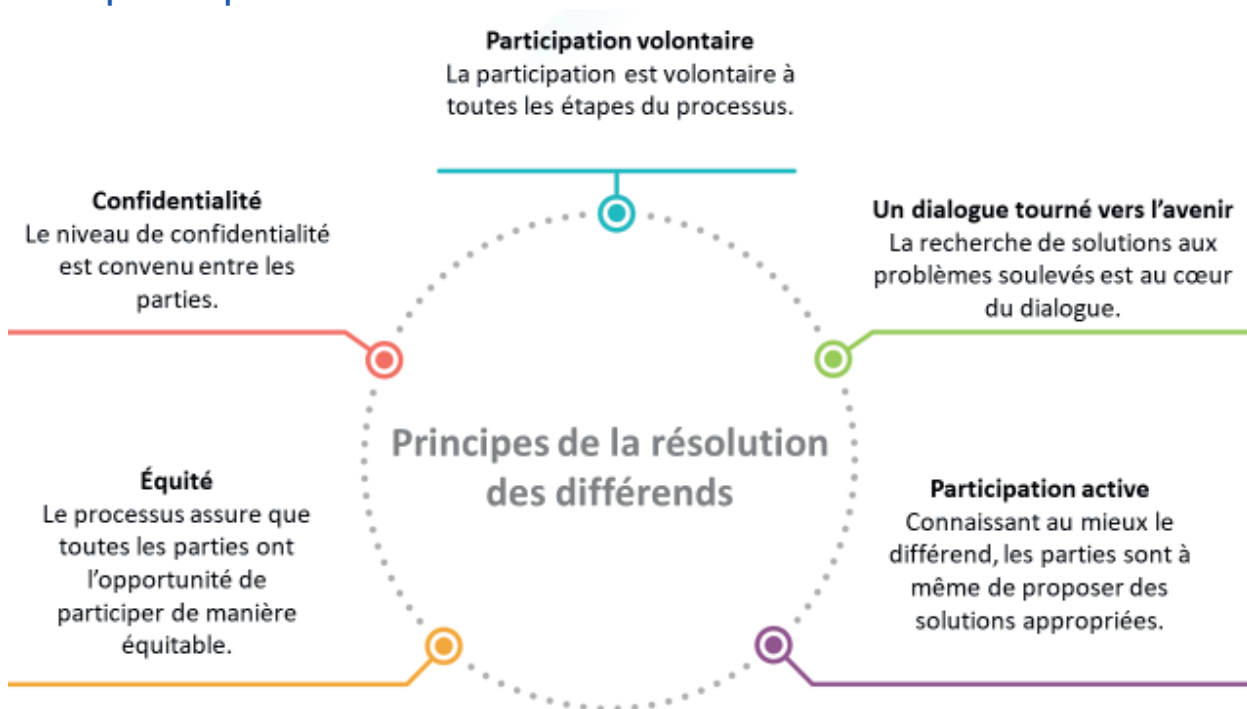 Participation volontaire
La participation est volontaire à
toutes les étapes du processus.
Confidentialité
Le niveau de confidentialité
est convenu entre les
parties.
Un dialogue tourné vers l’avenir
La recherche de solutions aux
problèmes soulevés est au cœur
du dialogue.
Principes de la résolution
des différends
Équité
Le processus assure que
toutes les parties ont
l’opportunité de
participer de manière
équitable.
Participation active
Connaissant au mieux le
différend, les parties sont à
même de proposer des
solutions appropriées.